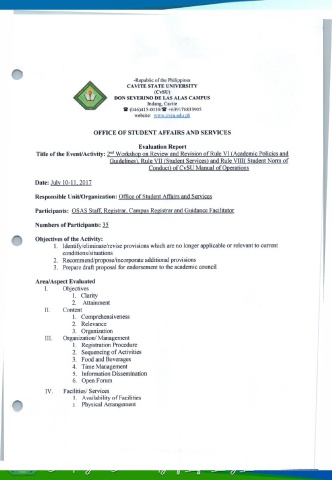 -Republic of the Philippines
CAVITE STATE UNIVERSITY
(CvSU)
DON SEVERINO DE LAS ALAS CAMPUS
Indang, Cavite
☎ (046)415-0010/☎ +639178885905
website: www.cvsu.edu.ph
OFFICE OF STUDENT AFFAIRS AND SERVICES
Evaluation Report
Title of the Event/Activity: 2nd Workshop on Review and Revision of Rule VI (Academic Policies and
Guidelines), Rule VII (Student Services) and Rule VIII( Student Norm of
Conduct) of CvSU Manual of Operations
Date: July 10-11, 2017
Responsible Unit/Organization: Office of Student Affairs and Services
Participants: OSAS Staff, Registrar, Campus Registrar and Guidance Facilitator
Numbers of Participants: 35
Objectives of the Activity:
1. Identify/eliminate/revise provisions which are no longer applicable or relevant to current
conditions/situations
2. Recommend/propose/incorporate additional provisions
3. Prepare draft proposal for endorsement to the academic council
Area/Aspect Evaluated
I. Objectives
1. Clarity
2. Attainment
II. Content
1. Comprehensiveness
2. Relevance
3. Organization
III. Organization/ Management
1. Registration Procedure
2. Sequencing of Activities
3. Food and Beverages
4. Time Management
5. Information Dissemination
6. Open Forum
IV. Facilities/ Services
1. Availability of Facilities
2. Physical Arrangement